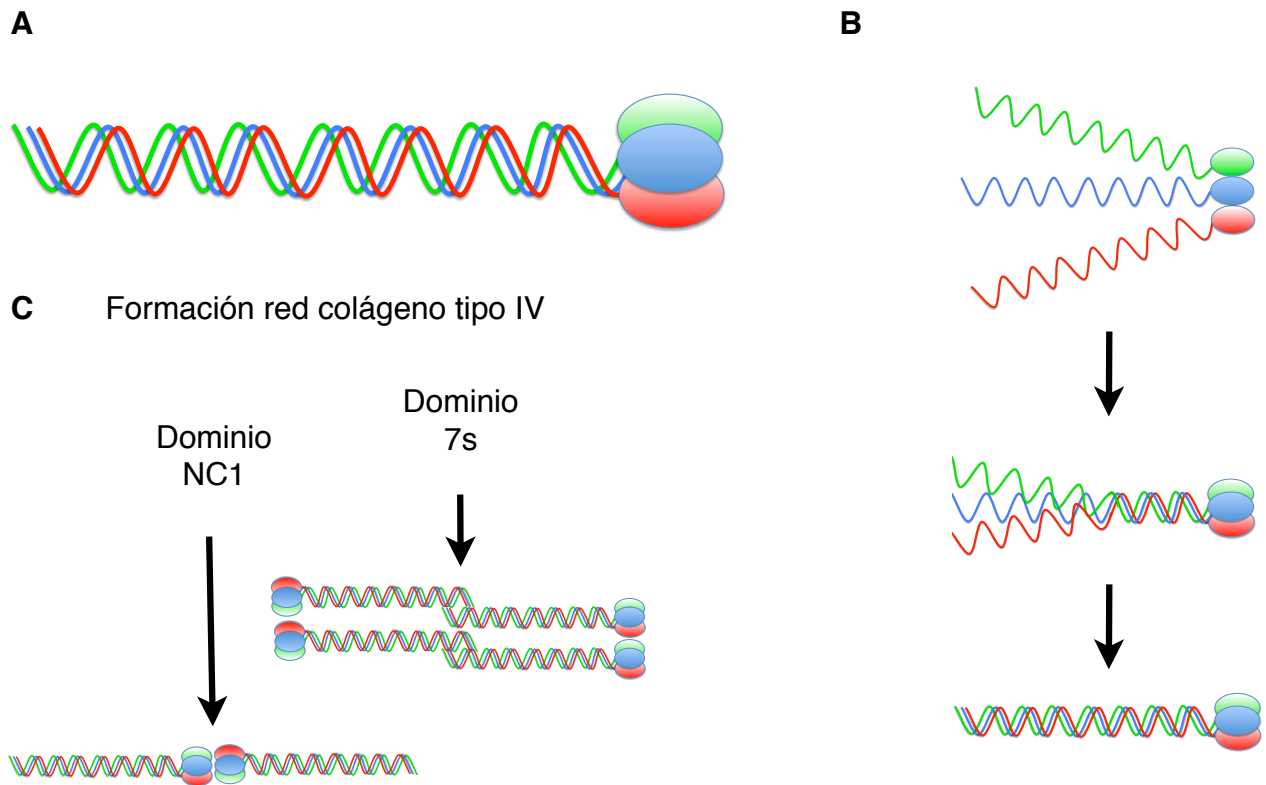 A
B
C
Formación red colágeno tipo IV
Dominio
7s
Dominio
NC1